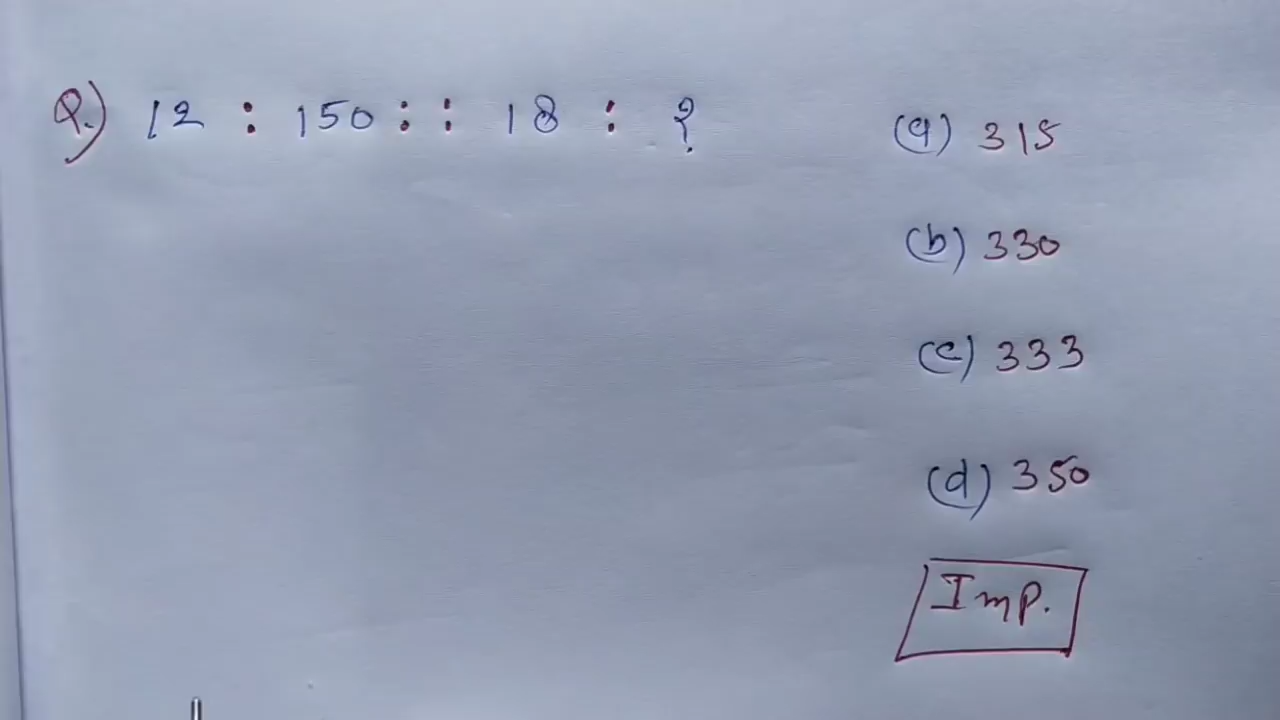 Q.) 12 : 150 : : 18 : ?
(a) 315
(b) 330
(c) 333
(d) 350
Imp.